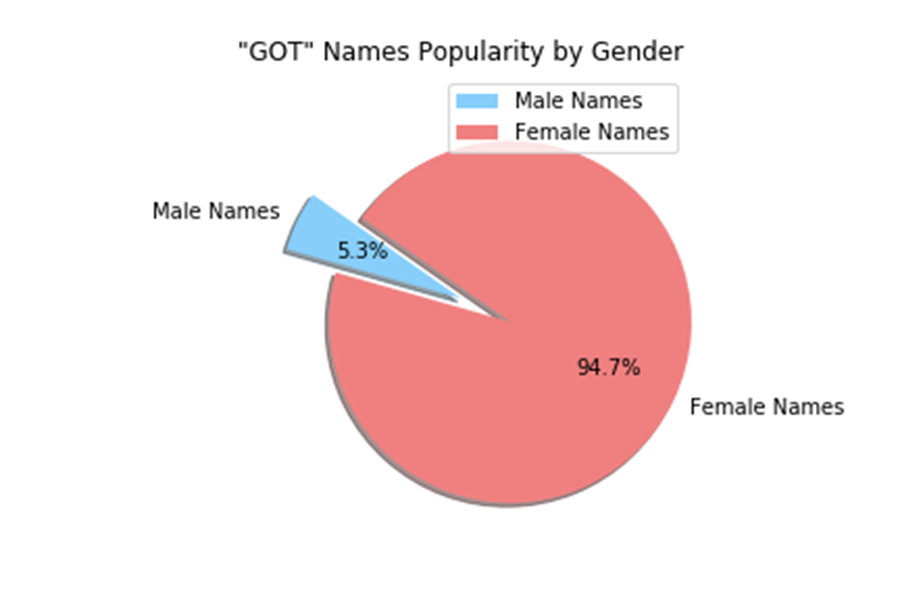 "GOT" Names Popularity by Gender
Male Names
Female Names
Male Names
5.3%
94.7%
Female Names